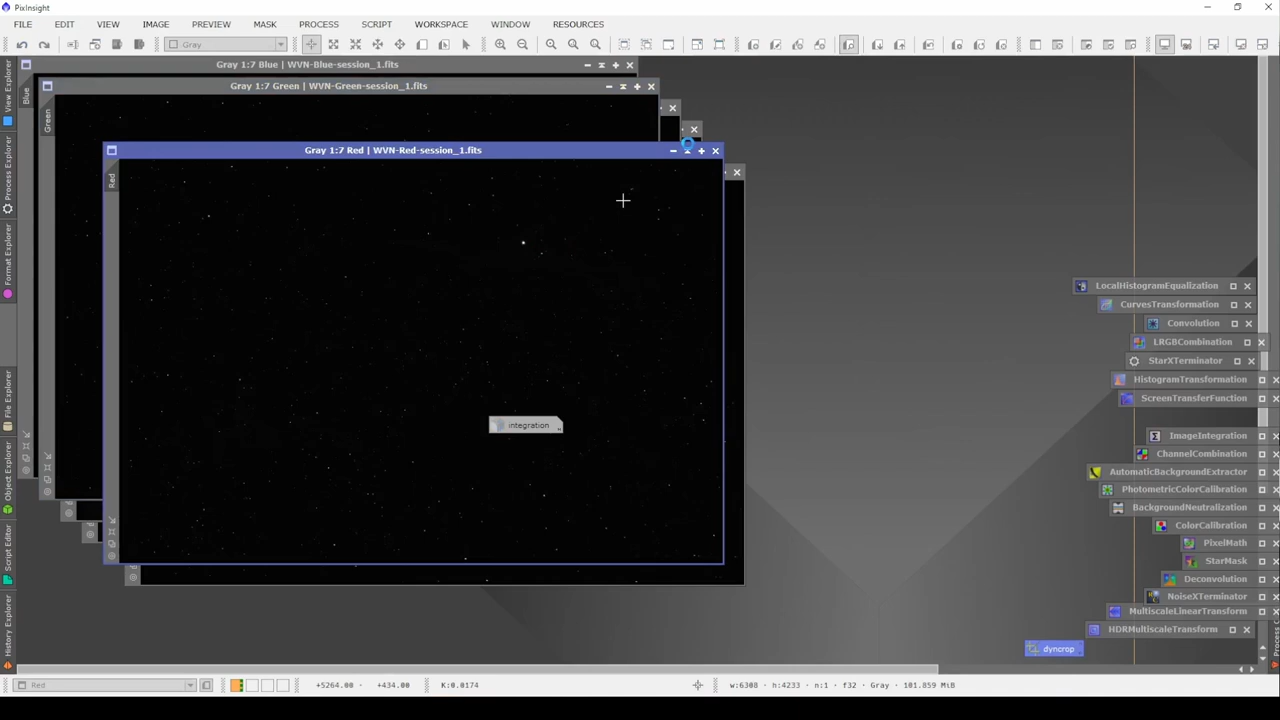 PixInsight
FILE EDIT VIEW IMAGE PREVIEW MASK PROCESS SCRIPT WORKSPACE WINDOW RESOURCES
Gray
Gray 1:7 Blue | WVN-Blue-session_1.fits
Gray 1:7 Green | WVN-Green-session_1.fits
Gray 1:7 Red | WVN-Red-session_1.fits
Blue
Green
Red
View Explorer
Process Explorer
Format Explorer
File Explorer
Object Explorer
Script Editor
History Explorer
integration
LocalHistogramEqualization
CurvesTransformation
Convolution
LRGBCombination
StarXTerminator
HistogramTransformation
ScreenTransferFunction
ImageIntegration
ChannelCombination
AutomaticBackgroundExtractor
PhotometricColorCalibration
BackgroundNeutralization
ColorCalibration
PixelMath
StarMask
Deconvolution
NoiseXTerminator
MultiscaleLinearTransform
HDRMultiscaleTransform
dyncrop
Red +5264.00 +434.00 K:0.0174 w:6308 · h:4233 · n:1 · f32 · Gray · 101.859 MiB